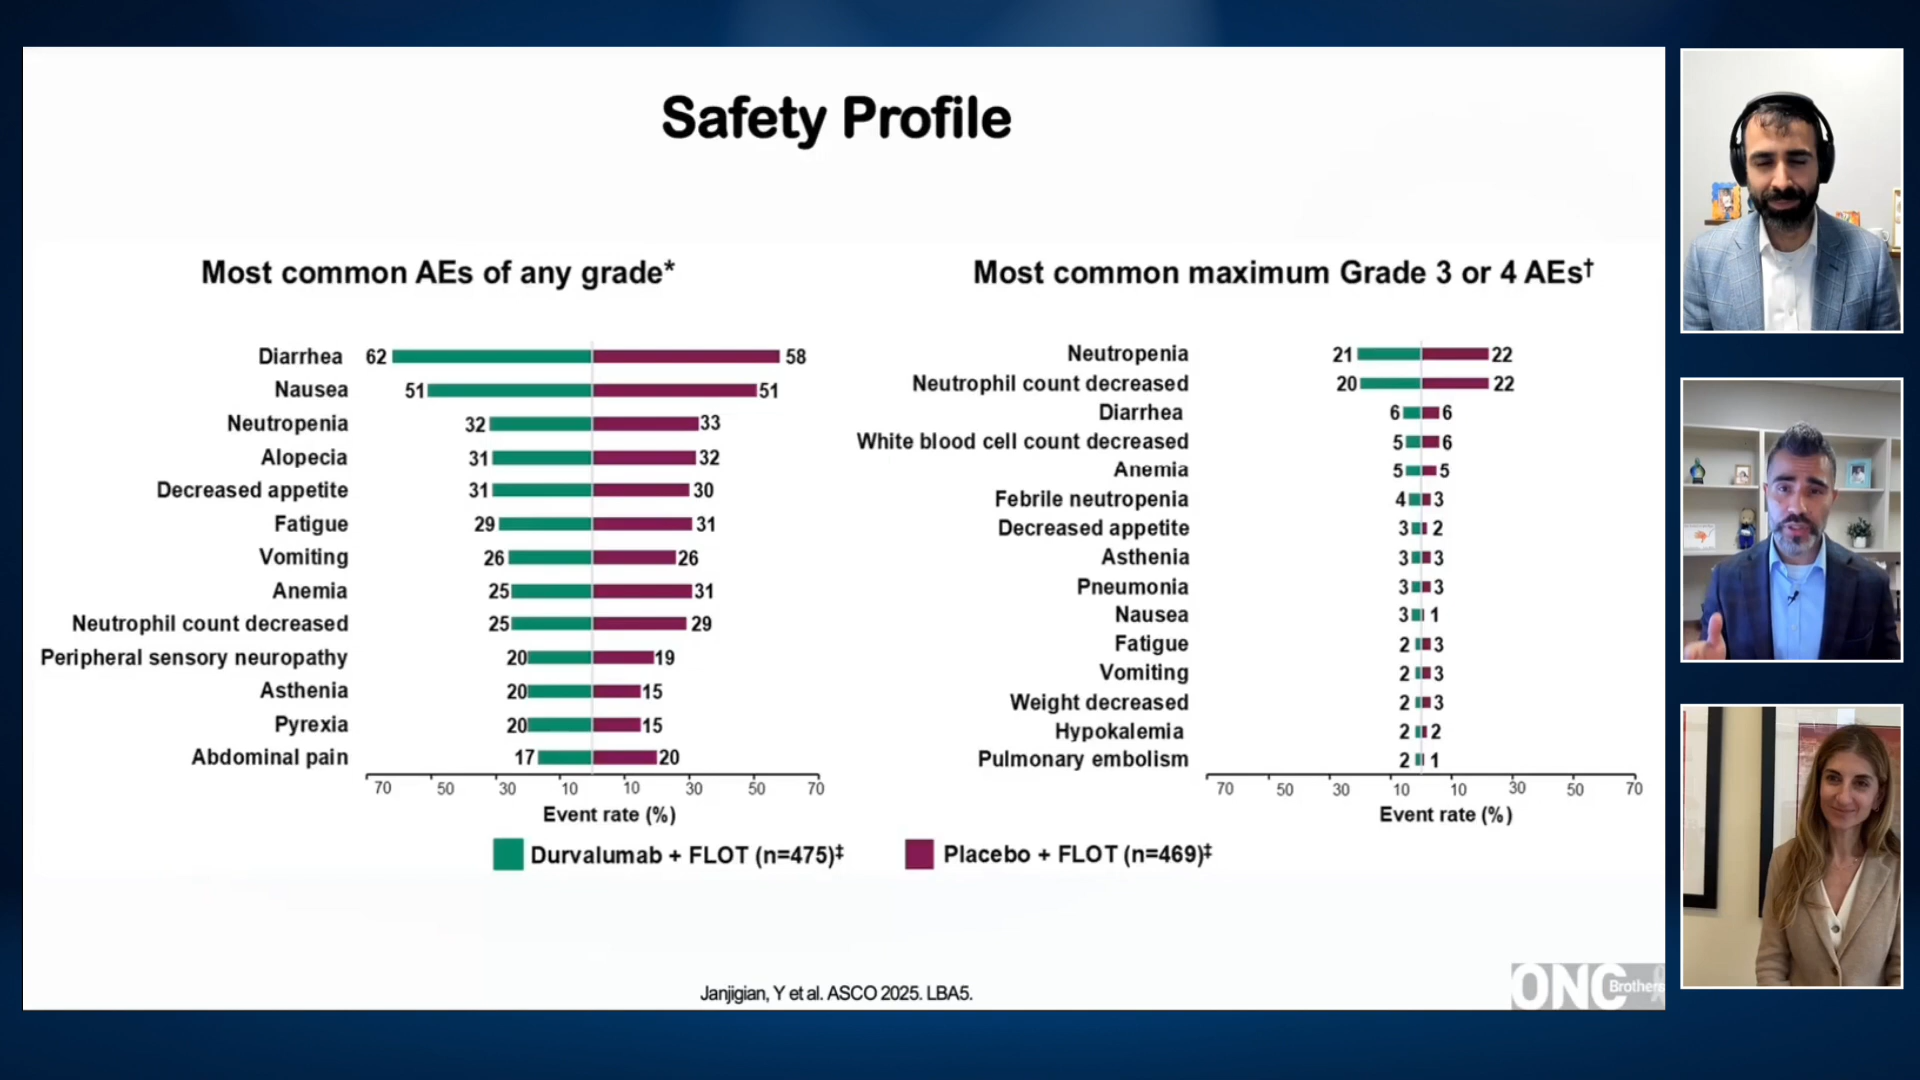 Safety Profile
Most common AEs of any grade*
Diarrhea 62 58
Nausea 51 51
Neutropenia 32 33
Alopecia 31 32
Decreased appetite 31 30
Fatigue 29 31
Vomiting 26 26
Anemia 25 31
Neutrophil count decreased 25 29
Peripheral sensory neuropathy 20 19
Asthenia 20 15
Pyrexia 20 15
Abdominal pain 17 20
70 50 30 10 10 30 50 70
Event rate (%)
Most common maximum Grade 3 or 4 AEs†
Neutropenia 21 22
Neutrophil count decreased 20 22
Diarrhea 6 6
White blood cell count decreased 5 6
Anemia 5 5
Febrile neutropenia 4 3
Decreased appetite 3 2
Asthenia 3 3
Pneumonia 3 3
Nausea 3 1
Fatigue 2 3
Vomiting 2 3
Weight decreased 2 3
Hypokalemia 2 2
Pulmonary embolism 2 1
70 50 30 10 10 30 50 70
Event rate (%)
Durvalumab + FLOT (n=475)‡
Placebo + FLOT (n=469)‡
Janjigian, Y et al. ASCO 2025. LBA5.
ONC Brothers